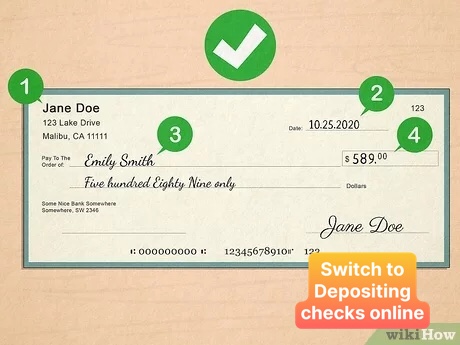 1
Jane Doe
123 Lake Drive
Malibu, CA 11111
2
123
Date: 10.25.2020
3
4
Pay To The
Order of: Emily Smith
$ 589.00
Five hundred Eighty Nine only Dollars
Some Nice Bank Somewhere
Somewhere, SW 2346
Jane Doe
⑆ 000000000 ⑆ 12345678910⑈ 123
Switch to
Depositing
checks online
wikiHow